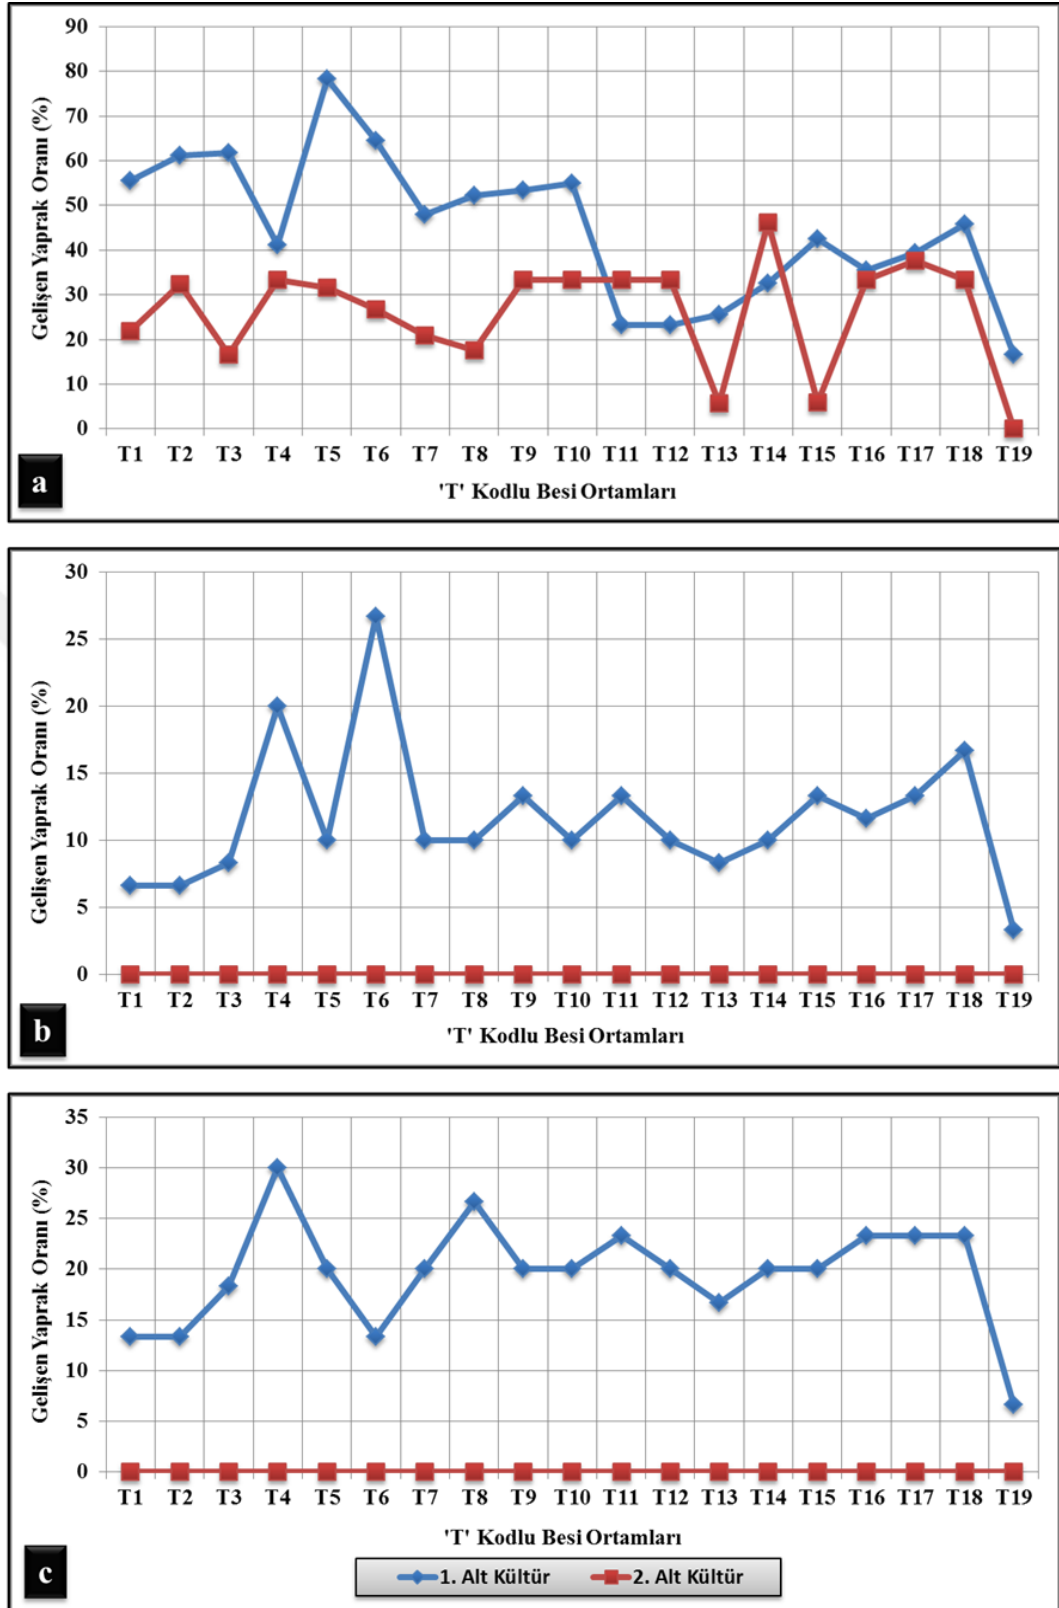 90
80
70
60
50
40
30
20
10
0
Gelişen Yaprak Oranı (%)
T1 T2 T3 T4 T5 T6 T7 T8 T9 T10 T11 T12 T13 T14 T15 T16 T17 T18 T19
'T' Kodlu Besi Ortamları
a
30
25
20
15
10
5
0
Gelişen Yaprak Oranı (%)
T1 T2 T3 T4 T5 T6 T7 T8 T9 T10 T11 T12 T13 T14 T15 T16 T17 T18 T19
'T' Kodlu Besi Ortamları
b
35
30
25
20
15
10
5
0
Gelişen Yaprak Oranı (%)
T1 T2 T3 T4 T5 T6 T7 T8 T9 T10 T11 T12 T13 T14 T15 T16 T17 T18 T19
'T' Kodlu Besi Ortamları
c
1. Alt Kültür 2. Alt Kültür